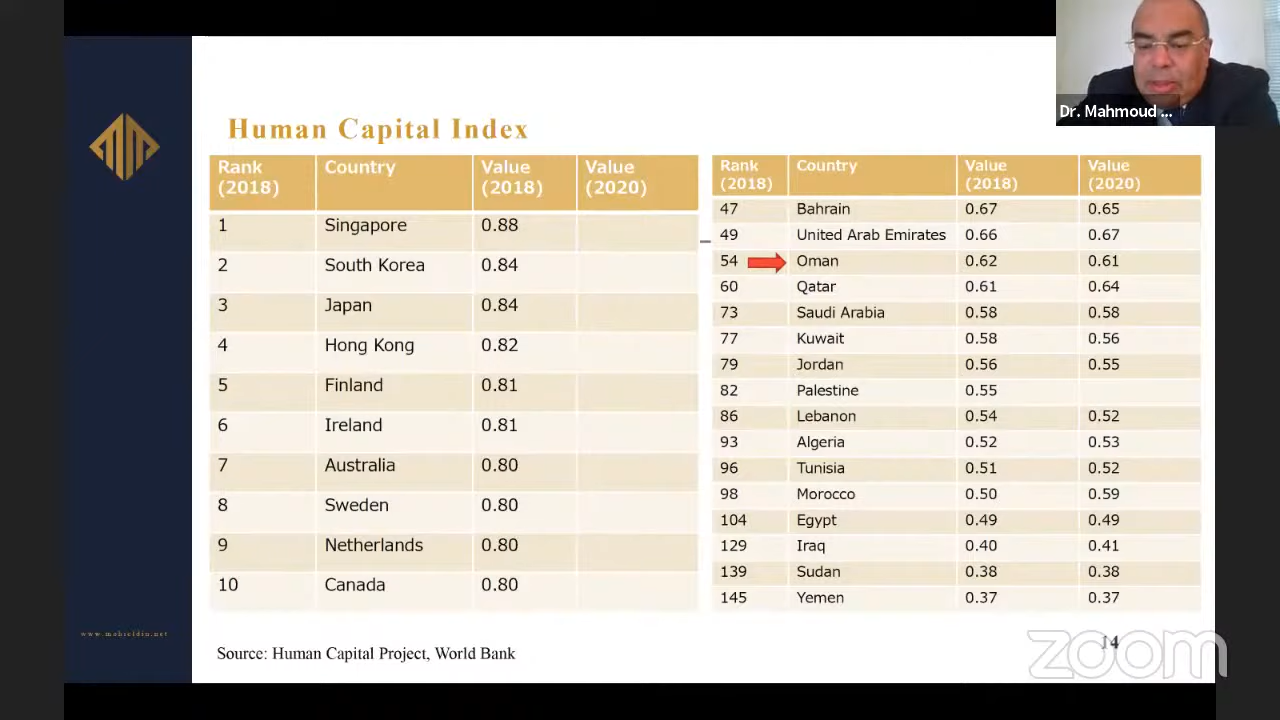 Dr. Mahmoud ...
Human Capital Index
Rank (2018) Country Value (2018) Value (2020)
1 Singapore 0.88
2 South Korea 0.84
3 Japan 0.84
4 Hong Kong 0.82
5 Finland 0.81
6 Ireland 0.81
7 Australia 0.80
8 Sweden 0.80
9 Netherlands 0.80
10 Canada 0.80
Rank (2018) Country Value (2018) Value (2020)
47 Bahrain 0.67 0.65
49 United Arab Emirates 0.66 0.67
54 Oman 0.62 0.61
60 Qatar 0.61 0.64
73 Saudi Arabia 0.58 0.58
77 Kuwait 0.58 0.56
79 Jordan 0.56 0.55
82 Palestine 0.55
86 Lebanon 0.54 0.52
93 Algeria 0.52 0.53
96 Tunisia 0.51 0.52
98 Morocco 0.50 0.59
104 Egypt 0.49 0.49
129 Iraq 0.40 0.41
139 Sudan 0.38 0.38
145 Yemen 0.37 0.37
www.mohieldin.net
Source: Human Capital Project, World Bank
14
zoom